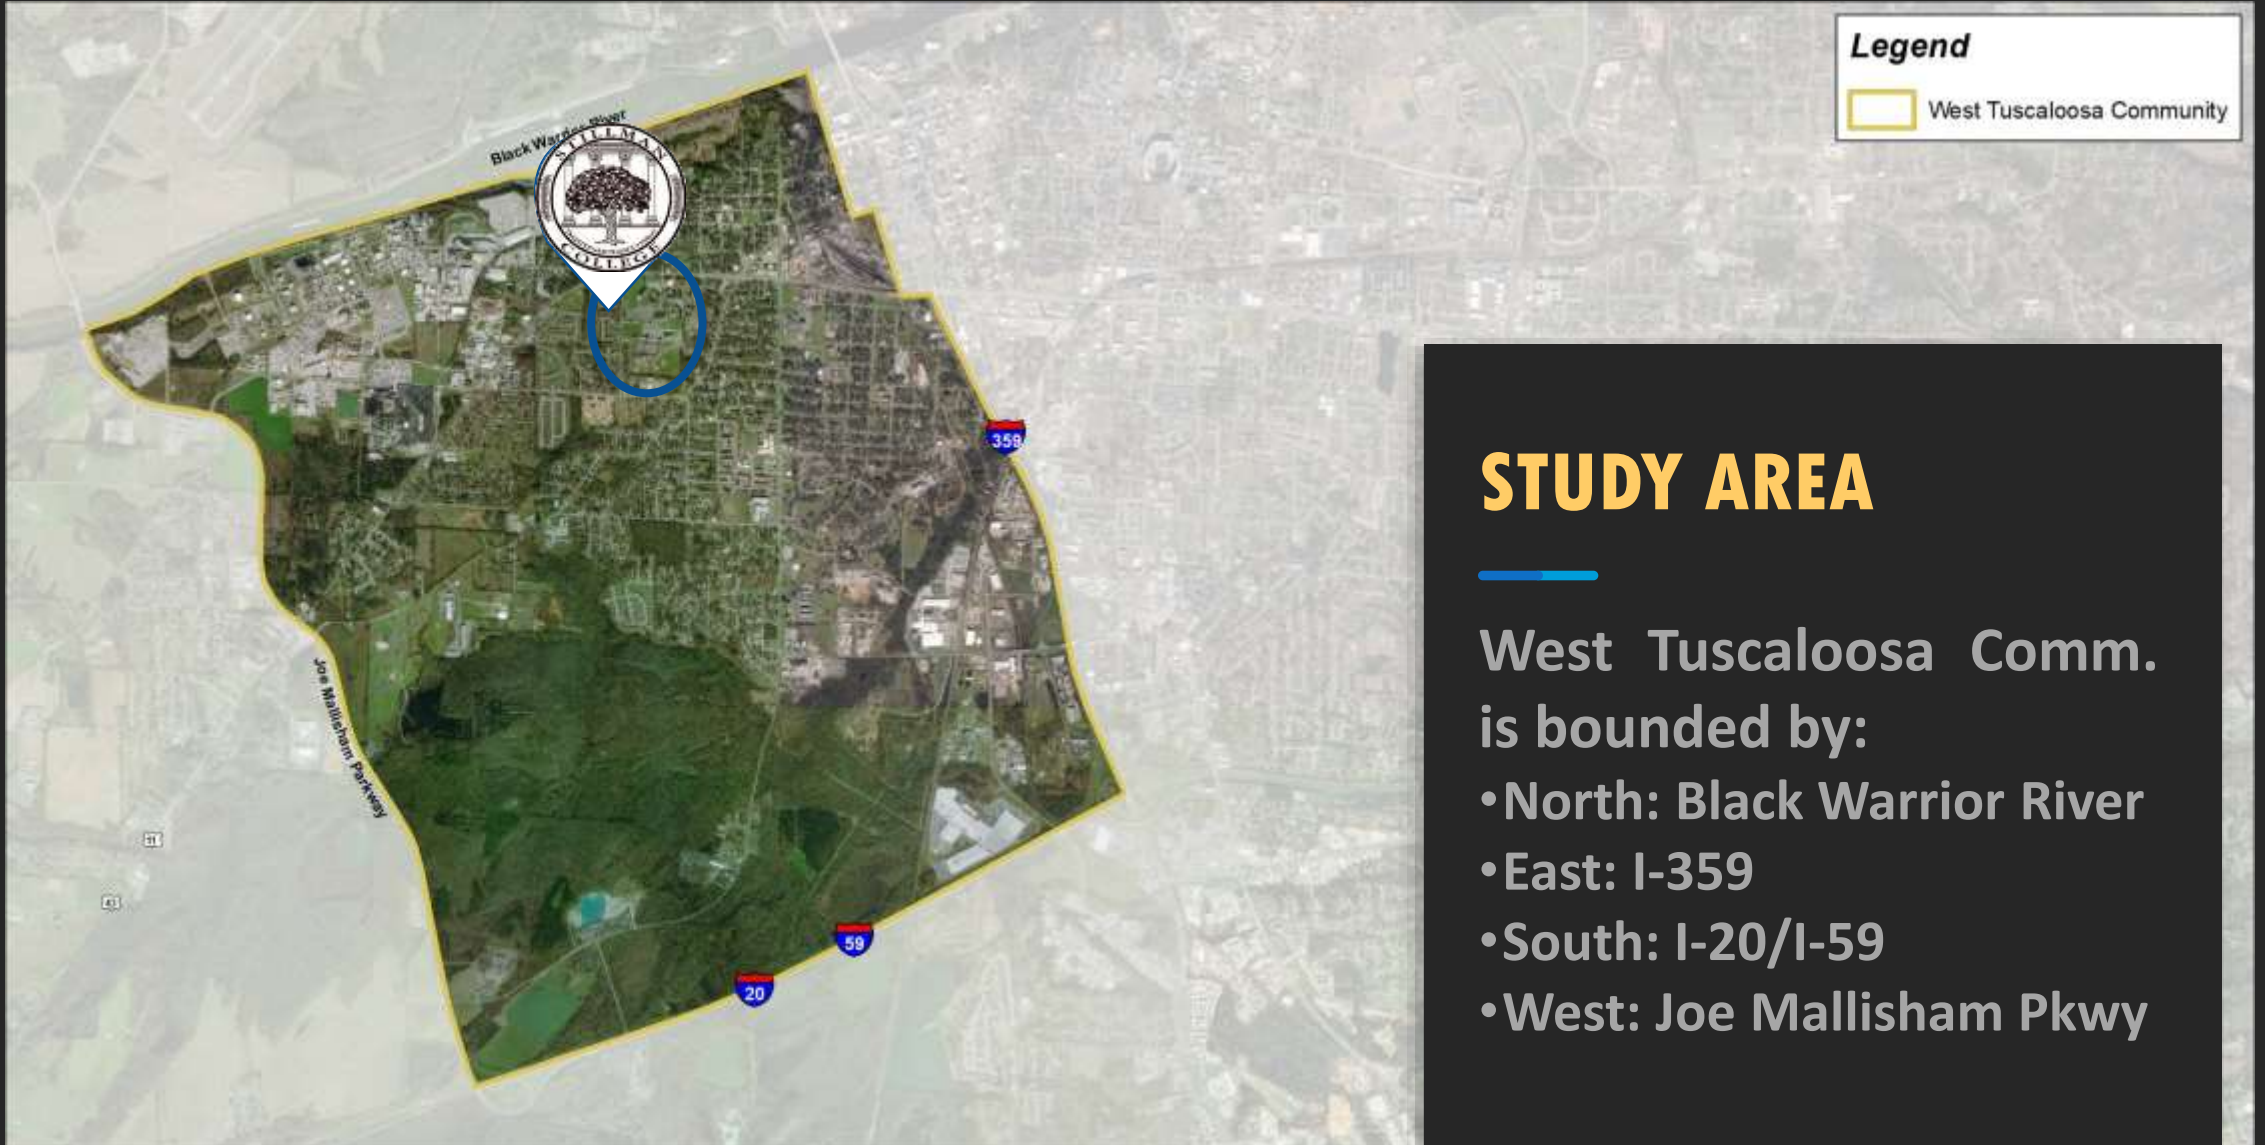 Legend
West Tuscaloosa Community
Black Warrior River
STILLMAN
COLLEGE
359
Joe Mallisham Parkway
43
59
20
STUDY AREA
West Tuscaloosa Comm.
is bounded by:
•North: Black Warrior River
•East: I-359
•South: I-20/I-59
•West: Joe Mallisham Pkwy